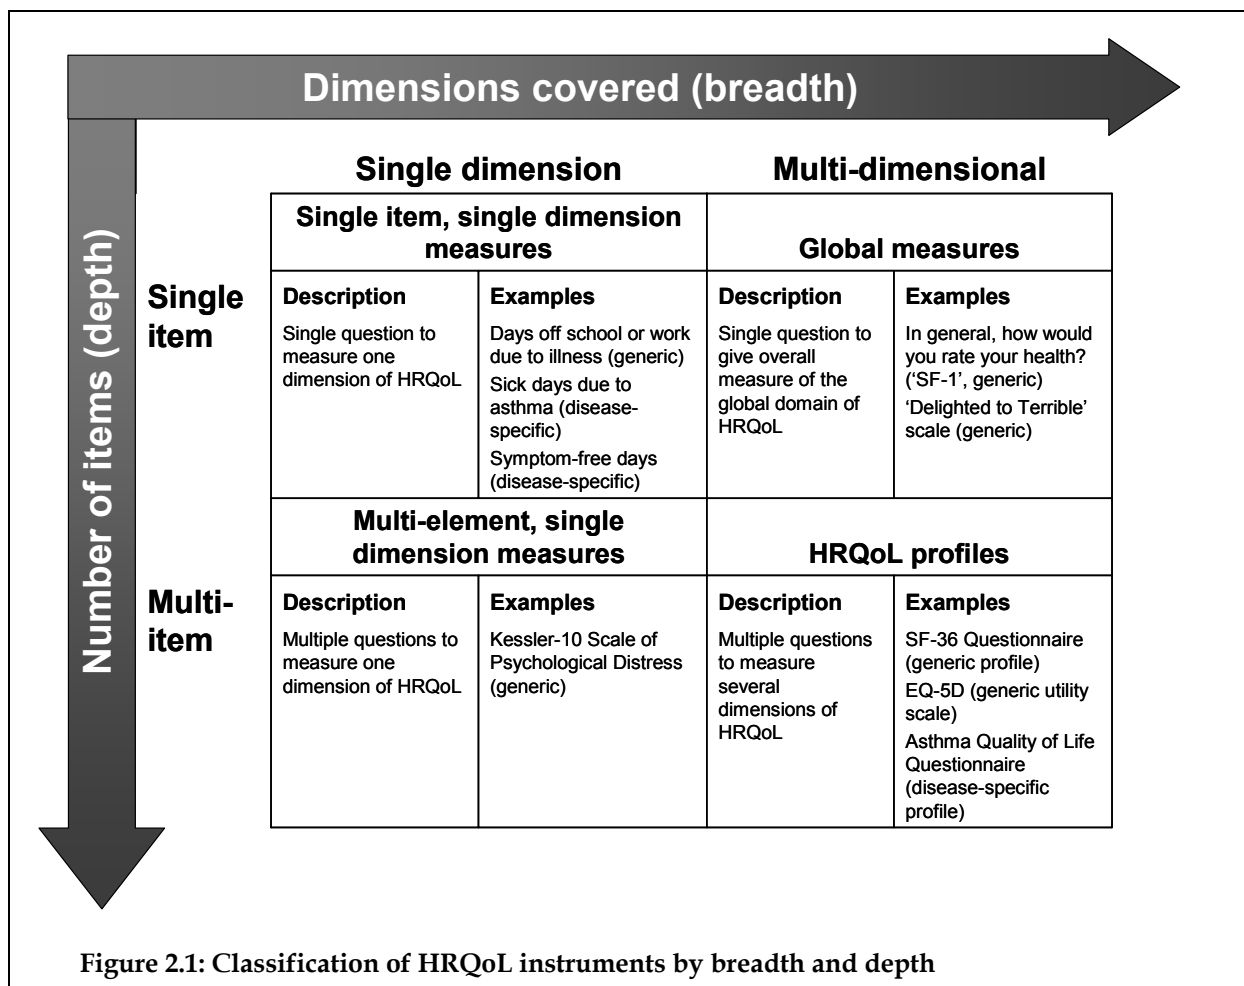 Dimensions covered (breadth)
Number of items (depth)
Single dimension
Multi-dimensional
Single item
Single item, single dimension
measures
Description
Single question to
measure one
dimension of HRQoL
Examples
Days off school or work
due to illness (generic)
Sick days due to
asthma (disease-
specific)
Symptom-free days
(disease-specific)
Global measures
Description
Single question to
give overall
measure of the
global domain of
HRQoL
Examples
In general, how would
you rate your health?
(‘SF-1’, generic)
‘Delighted to Terrible’
scale (generic)
Multi-
item
Multi-element, single
dimension measures
Description
Multiple questions to
measure one
dimension of HRQoL
Examples
Kessler-10 Scale of
Psychological Distress
(generic)
HRQoL profiles
Description
Multiple questions
to measure
several
dimensions of
HRQoL
Examples
SF-36 Questionnaire
(generic profile)
EQ-5D (generic utility
scale)
Asthma Quality of Life
Questionnaire
(disease-specific
profile)
Figure 2.1: Classification of HRQoL instruments by breadth and depth